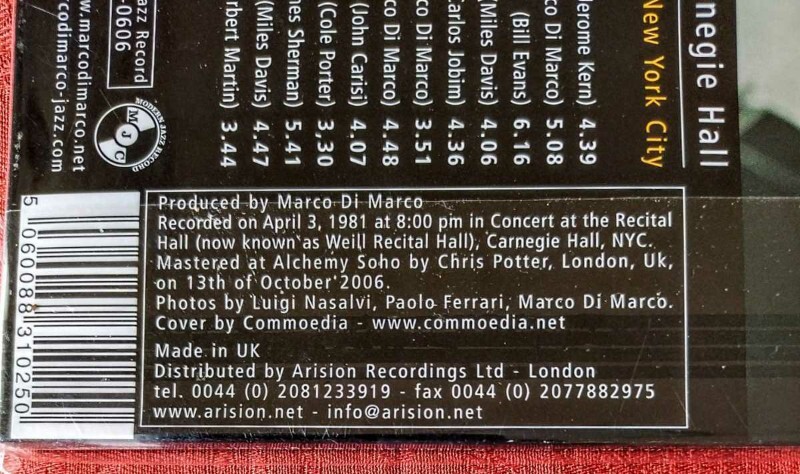 negie Hall
New York City
Jerome Kern) 4.39
co Di Marco) 5.08
(Bill Evans) 6.16
(Miles Davis) 4.06
Carlos Jobim) 4.36
co Di Marco) 3.51
co Di Marco) 4.48
(John Carisi) 4.07
(Cole Porter) 3,30
nes Sherman) 5.41
(Miles Davis) 4.47
rbert Martin) 3.44
Jazz Record
-0606
MODERN JAZZ RECORD
MJC
www.marcodimarco.net
codimarco-jazz.com
Produced by Marco Di Marco
Recorded on April 3, 1981 at 8:00 pm in Concert at the Recital
Hall (now known as Weill Recital Hall), Carnegie Hall, NYC.
Mastered at Alchemy Soho by Chris Potter, London, Uk,
on 13th of October 2006.
Photos by Luigi Nasalvi, Paolo Ferrari, Marco Di Marco.
Cover by Commoedia - www.commoedia.net
Made in UK
Distributed by Arision Recordings Ltd - London
tel. 0044 (0) 2081233919 - fax 0044 (0) 2077882975
www.arision.net - info@arision.net
5 060088 310250